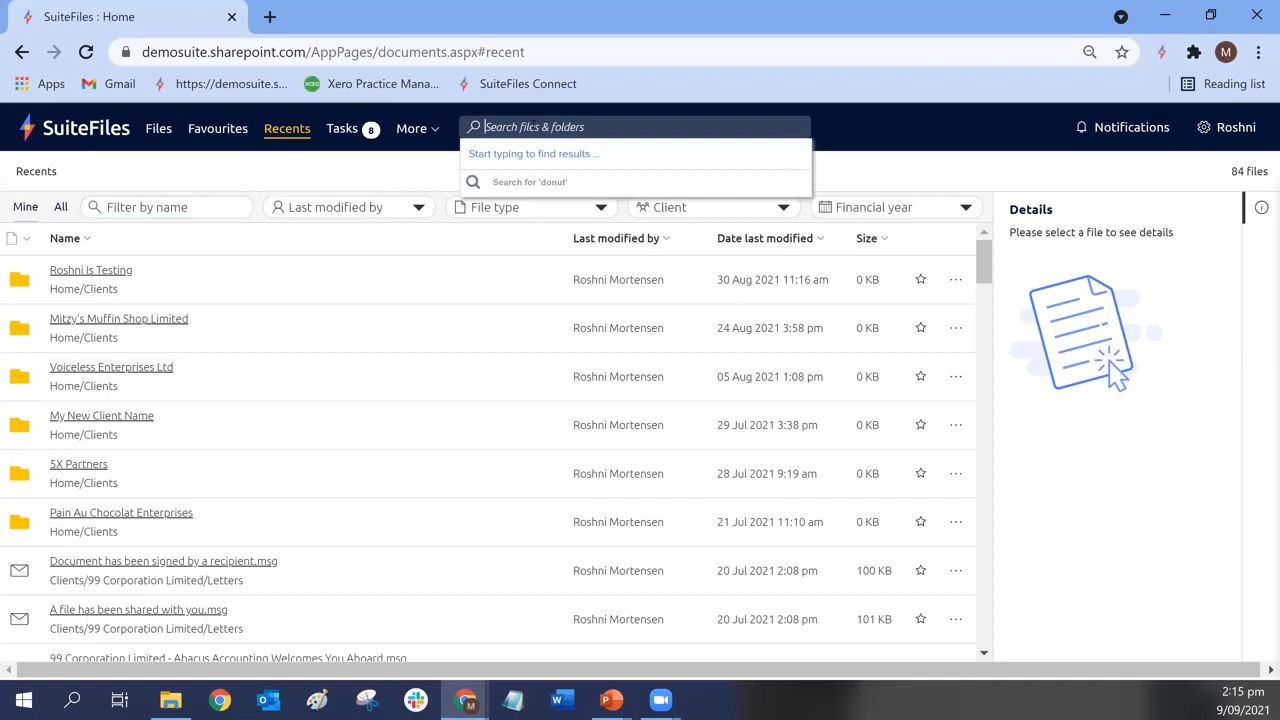 SuiteFiles : Home
demosuite.sharepoint.com/AppPages/documents.aspx#recent
M
Apps
Gmail
https://demosuite.s...
Xero Practice Mana...
SuiteFiles Connect
Reading list
SuiteFiles
Files
Favourites
Recents
Tasks 8
More
Search files & folders
Notifications
Roshni
Start typing to find results ...
Search for 'donut'
Recents
84 files
Mine
All
Filter by name
Last modified by
File type
Client
Financial year
Details
Please select a file to see details
Name
Last modified by
Date last modified
Size
Roshni Is Testing
Home/Clients
Roshni Mortensen
30 Aug 2021 11:16 am
0 KB
Mitzy's Muffin Shop Limited
Home/Clients
Roshni Mortensen
24 Aug 2021 3:58 pm
0 KB
Voiceless Enterprises Ltd
Home/Clients
Roshni Mortensen
05 Aug 2021 1:08 pm
0 KB
My New Client Name
Home/Clients
Roshni Mortensen
29 Jul 2021 3:38 pm
0 KB
5X Partners
Home/Clients
Roshni Mortensen
28 Jul 2021 9:19 am
0 KB
Pain Au Chocolat Enterprises
Home/Clients
Roshni Mortensen
21 Jul 2021 11:10 am
0 KB
Document has been signed by a recipient.msg
Clients/99 Corporation Limited/Letters
Roshni Mortensen
20 Jul 2021 2:08 pm
100 KB
A file has been shared with you.msg
Clients/99 Corporation Limited/Letters
Roshni Mortensen
20 Jul 2021 2:08 pm
101 KB
99 Corporation Limited - Abacus Accounting Welcomes You Aboard.msg
2:15 pm
9/09/2021